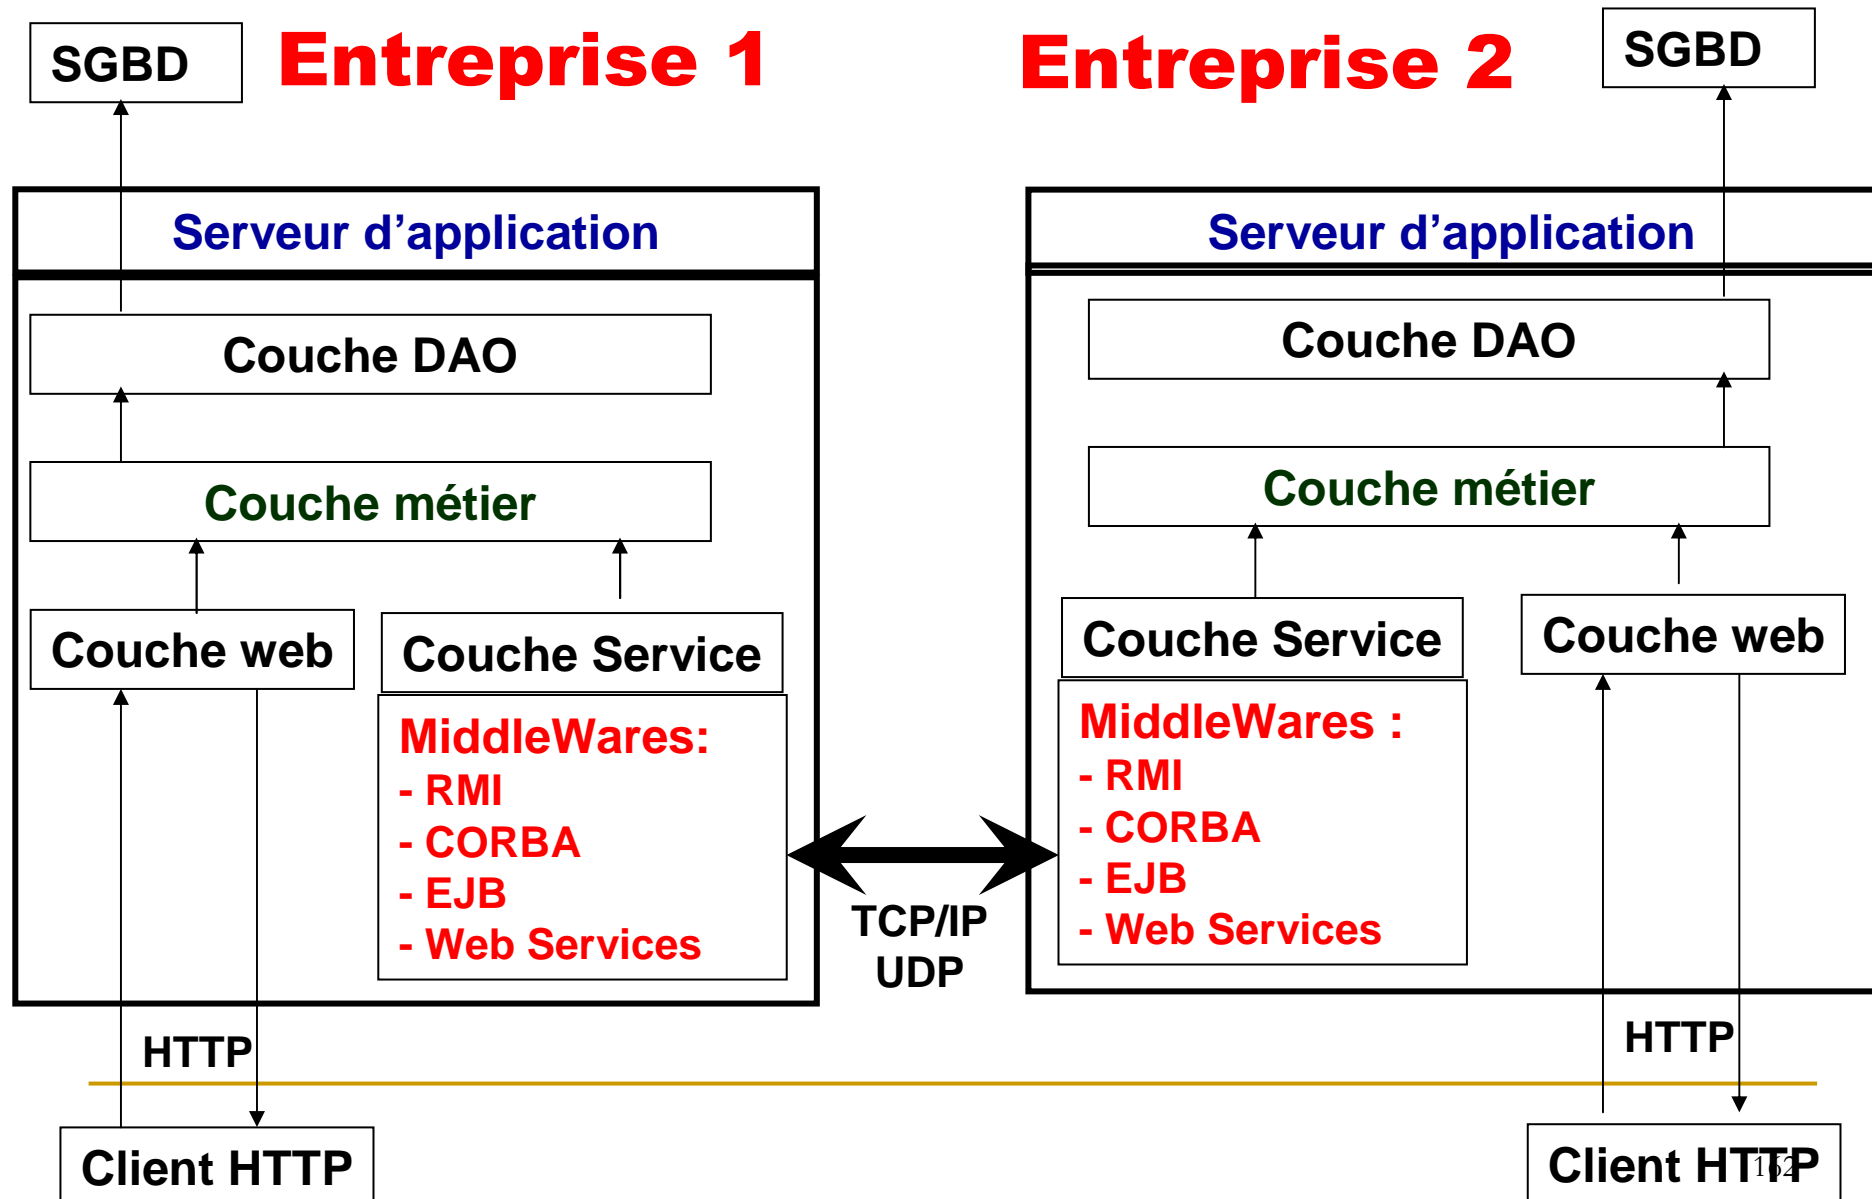 SGBD
Entreprise 1
Serveur d’application
Couche DAO
Couche métier
Couche web
Couche Service
MiddleWares:
- RMI
- CORBA
- EJB
- Web Services
HTTP
Client HTTP
TCP/IP
UDP
Entreprise 2
SGBD
Serveur d’application
Couche DAO
Couche métier
Couche Service
Couche web
MiddleWares :
- RMI
- CORBA
- EJB
- Web Services
HTTP
Client HTTP
162